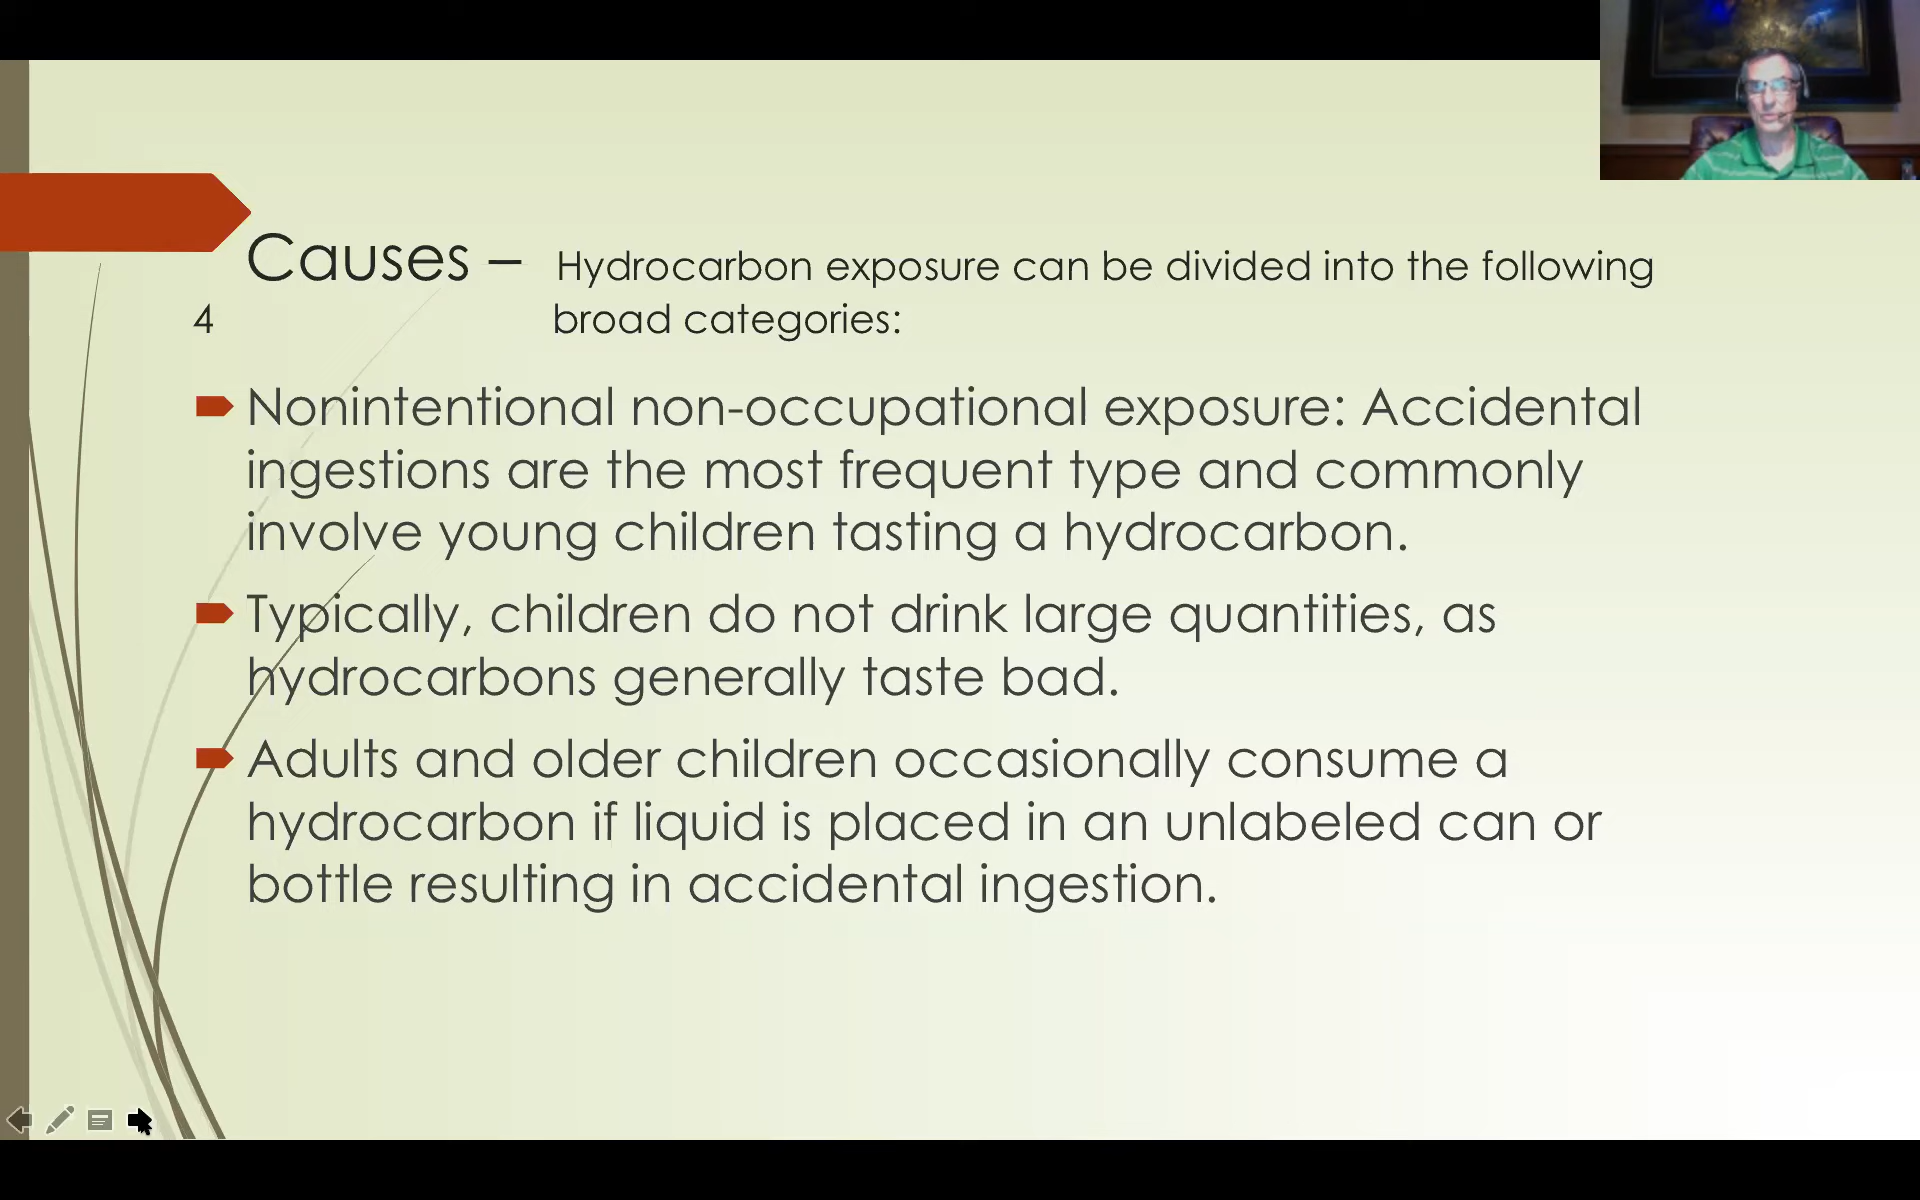 Causes – Hydrocarbon exposure can be divided into the following
4
broad categories:
Nonintentional non-occupational exposure: Accidental
ingestions are the most frequent type and commonly
involve young children tasting a hydrocarbon.
Typically, children do not drink large quantities, as
hydrocarbons generally taste bad.
Adults and older children occasionally consume a
hydrocarbon if liquid is placed in an unlabeled can or
bottle resulting in accidental ingestion.